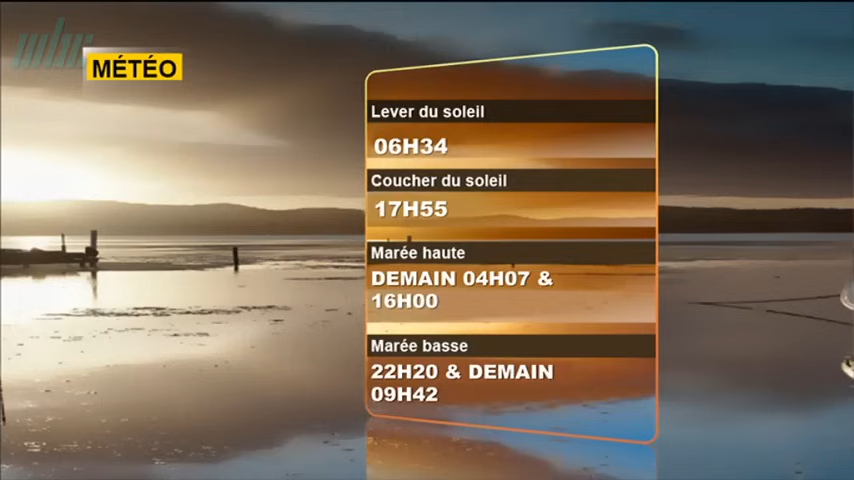 mbc
MÉTÉO
Lever du soleil
06H34
Coucher du soleil
17H55
Marée haute
DEMAIN 04H07 &
16H00
Marée basse
22H20 & DEMAIN
09H42